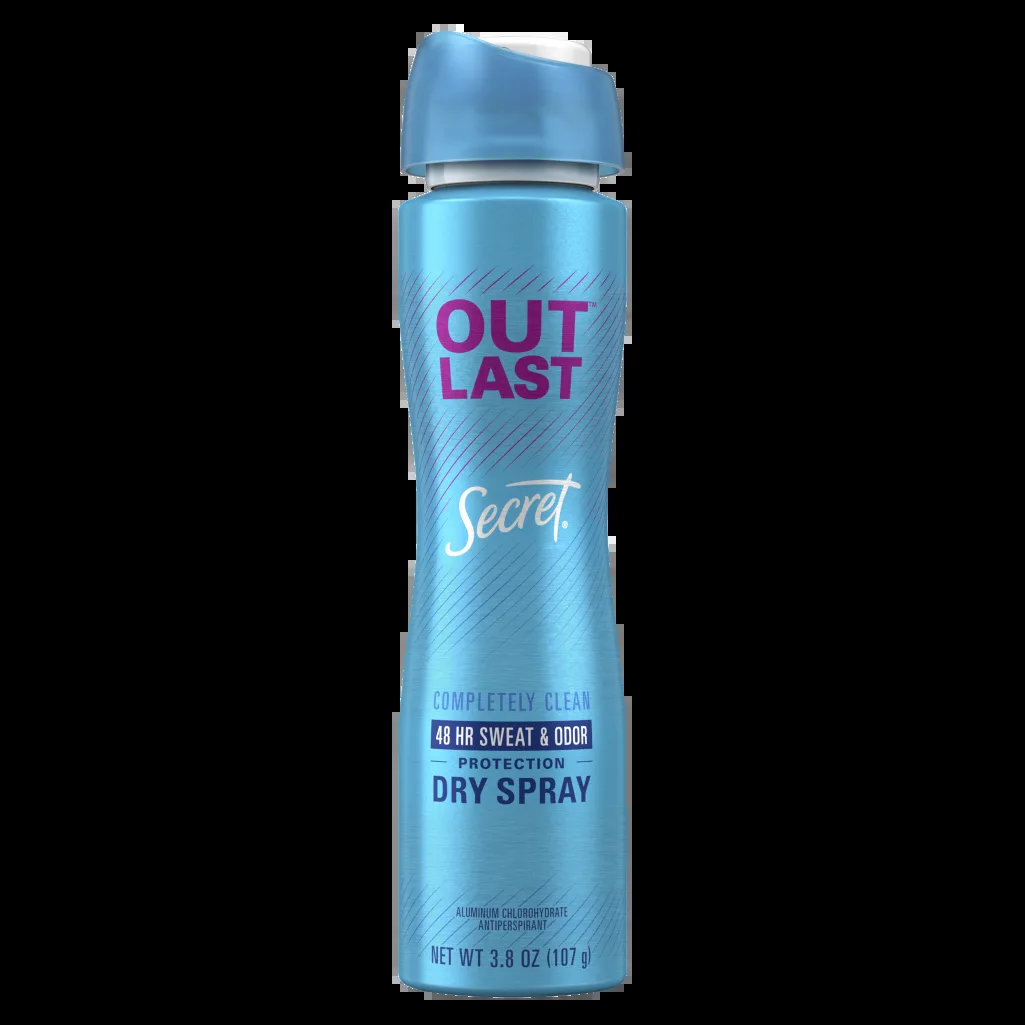 OUT™
LAST
Secret®
COMPLETELY CLEAN
48 HR SWEAT & ODOR
PROTECTION
DRY SPRAY
ALUMINUM CHLOROHYDRATE
ANTIPERSPIRANT
NET WT 3.8 OZ (107 g)